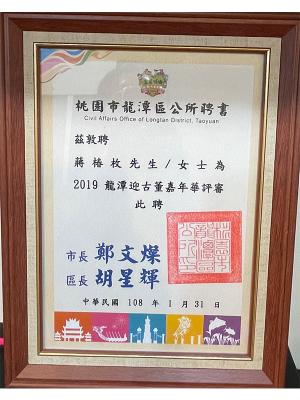 桃園市龍潭區公所聘書
Civil Affairs Office of Longtan District, Taoyuan
茲敦聘
蔣椿枚先生/女士為
2019 龍潭迎古董嘉年華評審
此聘
市長 鄭文燦
區長 胡星輝
中華民國 108 年 1 月 31 日